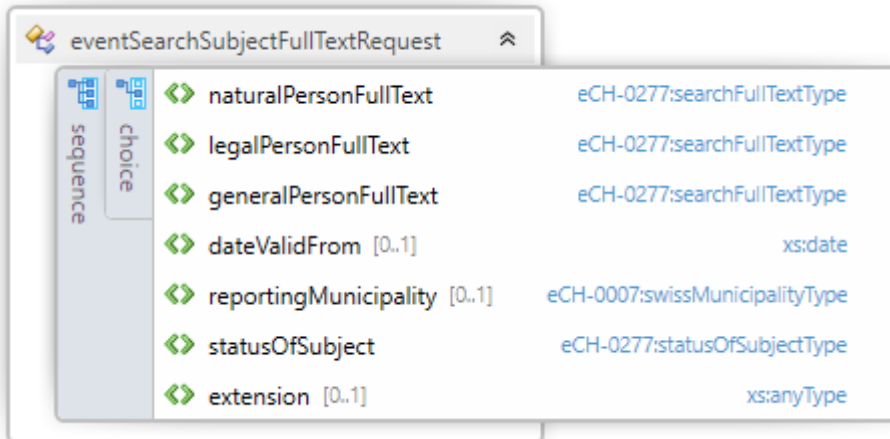 eventSearchSubjectFullTextRequest
sequence
choice
naturalPersonFullText eCH-0277:searchFullTextType
legalPersonFullText eCH-0277:searchFullTextType
generalPersonFullText eCH-0277:searchFullTextType
dateValidFrom [0..1] xs:date
reportingMunicipality [0..1] eCH-0007:swissMunicipalityType
statusOfSubject eCH-0277:statusOfSubjectType
extension [0..1] xs:anyType